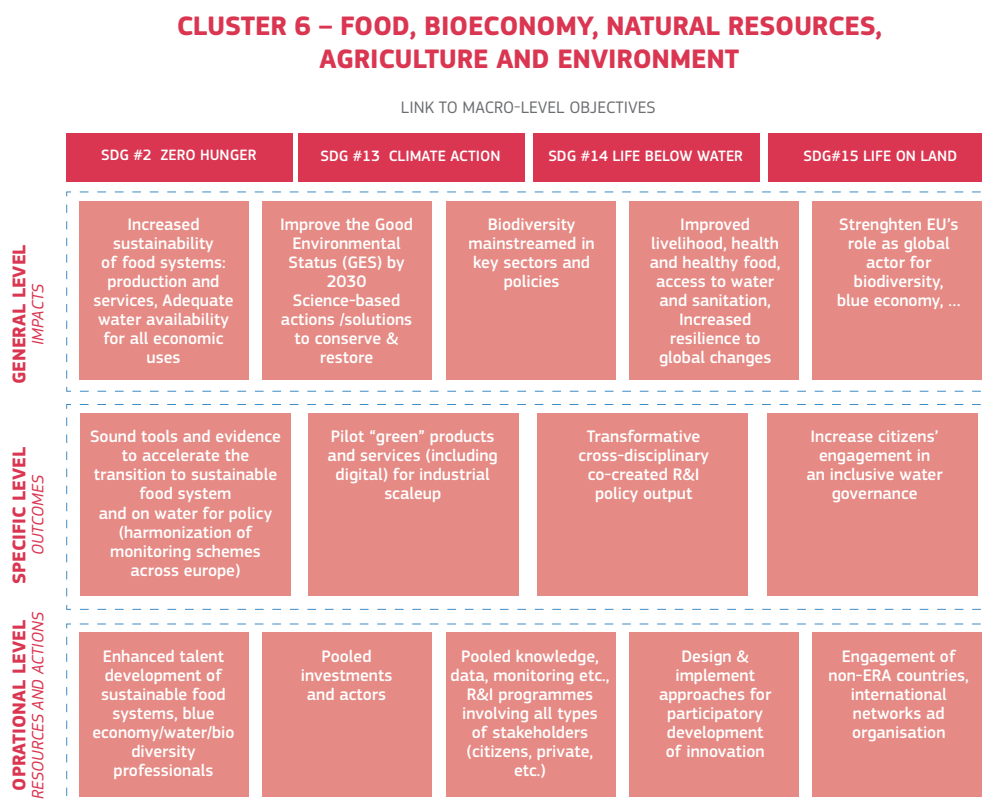 CLUSTER 6 – FOOD, BIOECONOMY, NATURAL RESOURCES,
AGRICULTURE AND ENVIRONMENT
LINK TO MACRO-LEVEL OBJECTIVES
SDG #2 ZERO HUNGER
SDG #13 CLIMATE ACTION
SDG #14 LIFE BELOW WATER
SDG#15 LIFE ON LAND
GENERAL LEVEL
IMPACTS
Increased
sustainability
of food systems:
production and
services, Adequate
water availability
for all economic
uses
Improve the Good
Environmental
Status (GES) by
2030
Science-based
actions /solutions
to conserve &
restore
Biodiversity
mainstreamed in
key sectors and
policies
Improved
livelihood, health
and healthy food,
access to water
and sanitation,
Increased
resilience to
global changes
Strenghten EU's
role as global
actor for
biodiversity,
blue economy, ...
SPECIFIC LEVEL
OUTCOMES
Sound tools and evidence
to accelerate the
transition to sustainable
food system
and on water for policy
(harmonization of
monitoring schemes
across europe)
Pilot “green” products
and services (including
digital) for industrial
scaleup
Transformative
cross-disciplinary
co-created R&I
policy output
Increase citizens’
engagement in
an inclusive water
governance
OPRATIONAL LEVEL
RESOURCES AND ACTIONS
Enhanced talent
development of
sustainable food
systems, blue
economy/water/bio
diversity
professionals
Pooled
investments
and actors
Pooled knowledge,
data, monitoring etc.,
R&I programmes
involving all types
of stakeholders
(citizens, private,
etc.)
Design &
implement
approaches for
participatory
development
of innovation
Engagement of
non-ERA countries,
international
networks ad
organisation